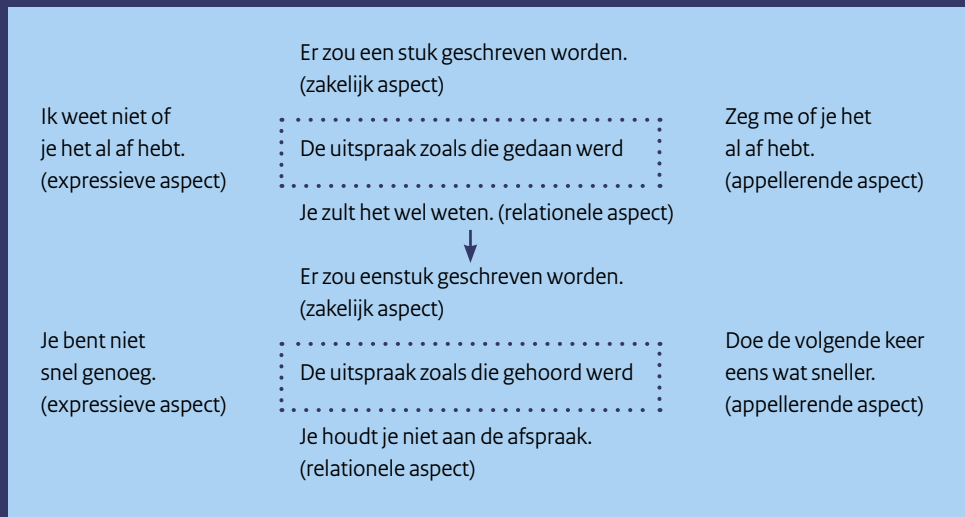 Er zou een stuk geschreven worden.
(zakelijk aspect)
Ik weet niet of
je het al af hebt.
(expressieve aspect)
De uitspraak zoals die gedaan werd
Zeg me of je het
al af hebt.
(appellerende aspect)
Je zult het wel weten. (relationele aspect)
Er zou eenstuk geschreven worden.
(zakelijk aspect)
Je bent niet
snel genoeg.
(expressieve aspect)
De uitspraak zoals die gehoord werd
Doe de volgende keer
eens wat sneller.
(appellerende aspect)
Je houdt je niet aan de afspraak.
(relationele aspect)